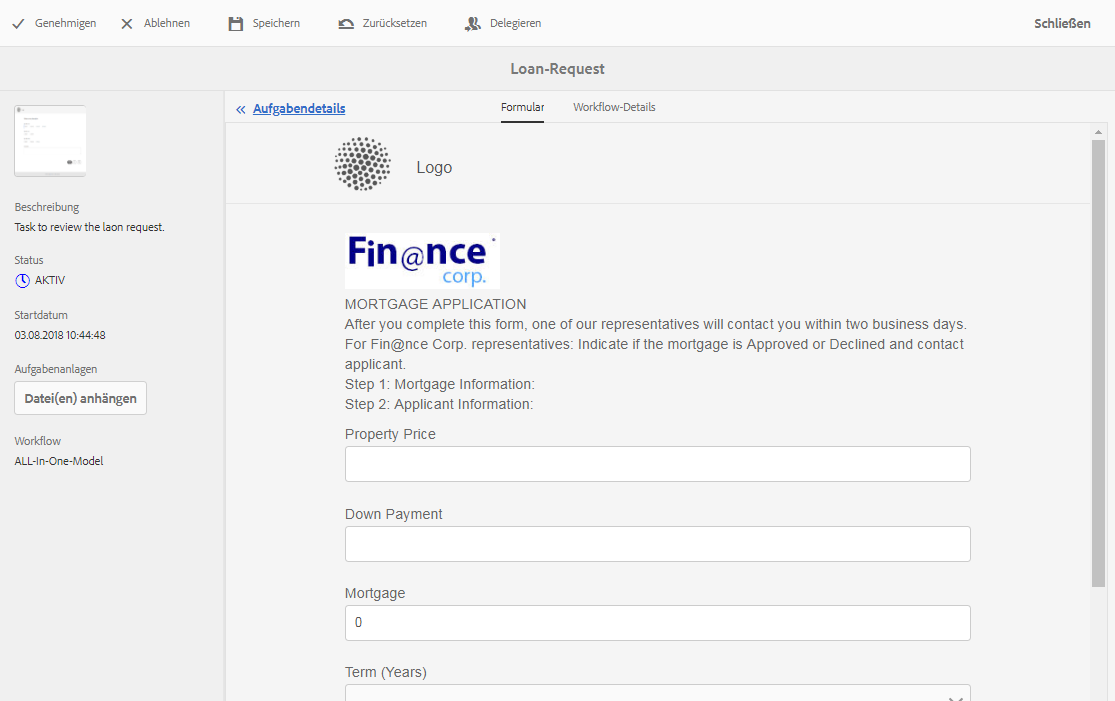 Genehmigen Ablehnen Speichern Zurücksetzen Delegieren Schließen
Loan-Request
« Aufgabendetails
Formular Workflow-Details
Beschreibung
Task to review the laon request.
Status
AKTIV
Startdatum
03.08.2018 10:44:48
Aufgabenanlagen
Datei(en) anhängen
Workflow
ALL-In-One-Model
Logo
Fin@nce
corp.
MORTGAGE APPLICATION
After you complete this form, one of our representatives will contact you within two business days.
For Fin@nce Corp. representatives: Indicate if the mortgage is Approved or Declined and contact
applicant.
Step 1: Mortgage Information:
Step 2: Applicant Information:
Property Price
Down Payment
Mortgage
0
Term (Years)